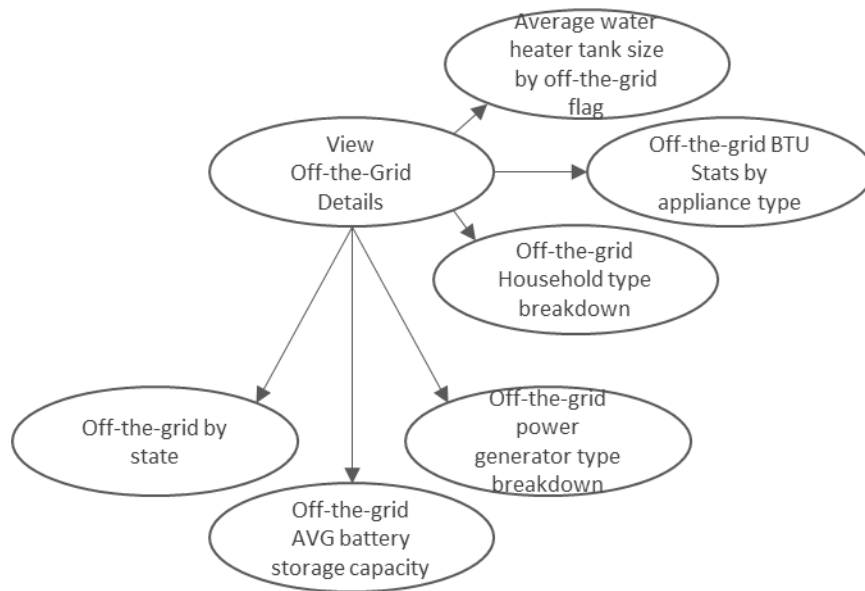 Average water
heater tank size
by off-the-grid
flag
View
Off-the-Grid
Details
Off-the-grid BTU
Stats by
appliance type
Off-the-grid
Household type
breakdown
Off-the-grid by
state
Off-the-grid
power
generator type
breakdown
Off-the-grid
AVG battery
storage capacity